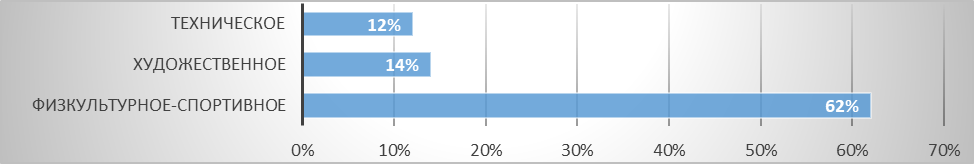 ТЕХНИЧЕСКОЕ 12%
ХУДОЖЕСТВЕННОЕ 14%
ФИЗКУЛЬТУРНОЕ-СПОРТИВНОЕ 62%
0% 10% 20% 30% 40% 50% 60% 70%